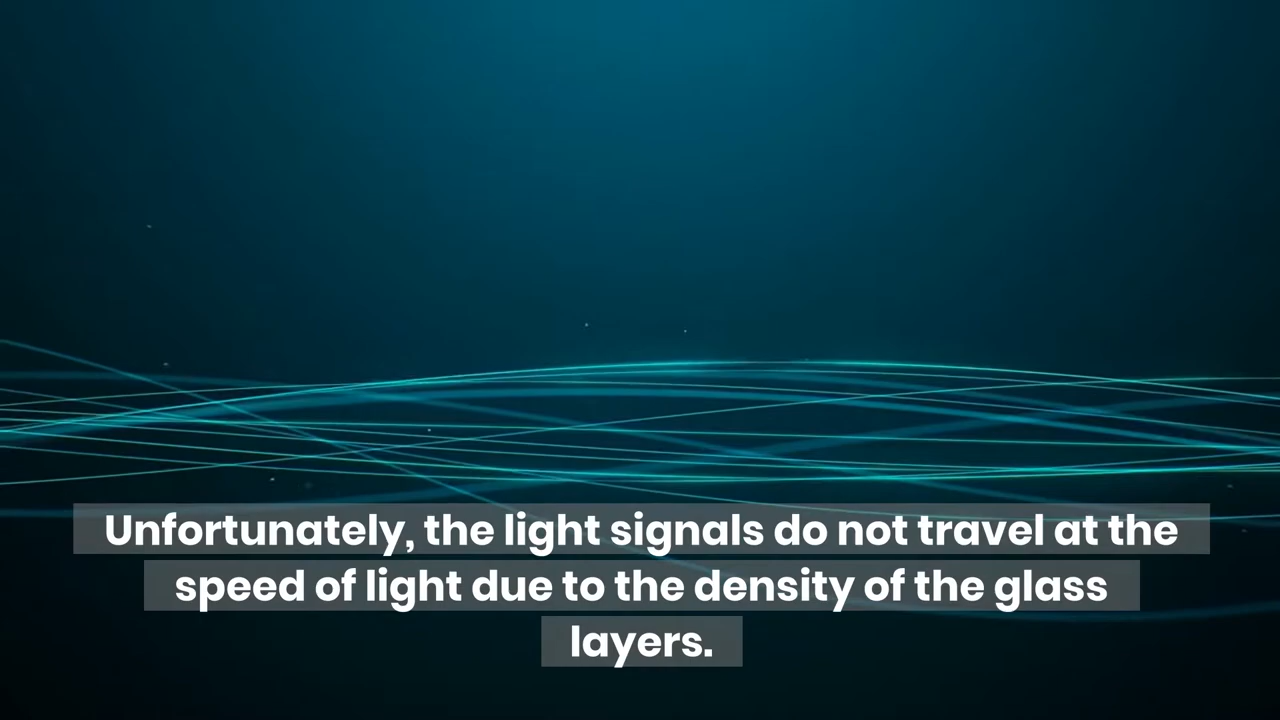 Unfortunately, the light signals do not travel at the
speed of light due to the density of the glass
layers.